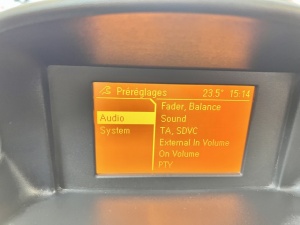 Préréglages 23.5° 15:14
Audio
System
Fader, Balance
Sound
TA, SDVC
External In Volume
On Volume
PTY